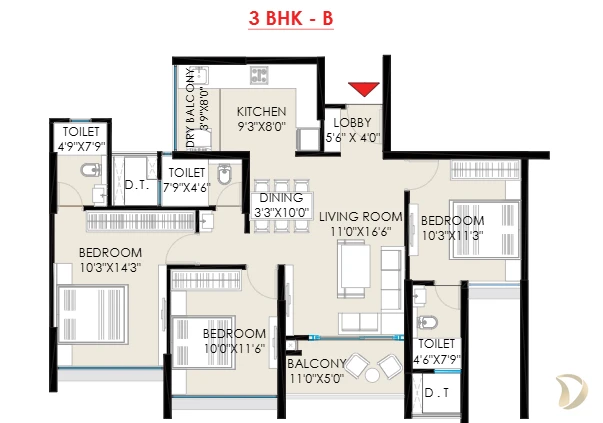 3 BHK - B
DRY BALCONY
3'9"X8'0"
KITCHEN
9'3"X8'0"
LOBBY
5'6" X 4'0"
TOILET
4'9"X7'9"
D.T.
TOILET
7'9"X4'6"
DINING
3'3"X10'0"
LIVING ROOM
11'0"X16'6"
BEDROOM
10'3"X11'3"
BEDROOM
10'3"X14'3"
BEDROOM
10'0"X11'6"
BALCONY
11'0"X5'0"
TOILET
4'6"X7'9"
D.T